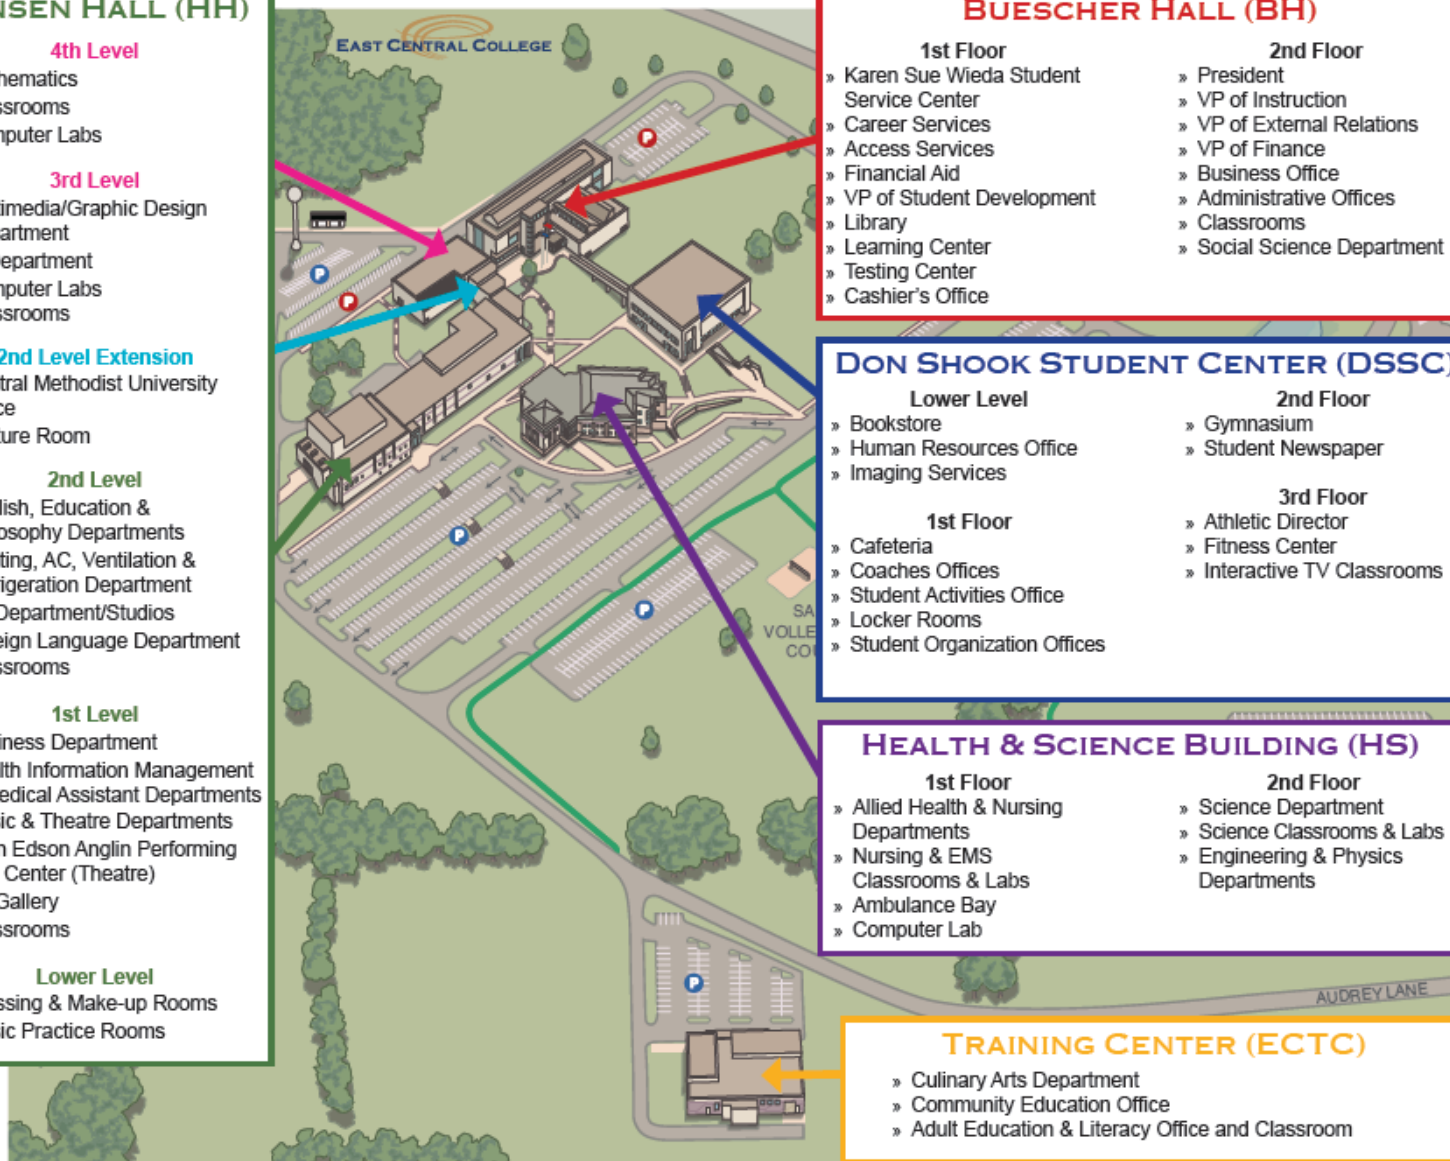 NSEN HALL (HH)
4th Level
hematics
ssrooms
nputer Labs
3rd Level
timedia/Graphic Design
artment
epartment
nputer Labs
ssrooms
2nd Level Extension
tral Methodist University
ce
ture Room
2nd Level
lish, Education &
osophy Departments
ting, AC, Ventilation &
rigeration Department
Department/Studios
eign Language Department
ssrooms
1st Level
iness Department
lth Information Management
edical Assistant Departments
sic & Theatre Departments
n Edson Anglin Performing
Center (Theatre)
Gallery
ssrooms
Lower Level
ssing & Make-up Rooms
sic Practice Rooms
EAST CENTRAL COLLEGE
P
P
P
P
P
P
SA
VOLLE
COU
AUDREY LANE
BUESCHER HALL (BH)
1st Floor
» Karen Sue Wieda Student
Service Center
» Career Services
» Access Services
» Financial Aid
» VP of Student Development
» Library
» Learning Center
» Testing Center
» Cashier's Office
2nd Floor
» President
» VP of Instruction
» VP of External Relations
» VP of Finance
» Business Office
» Administrative Offices
» Classrooms
» Social Science Department
DON SHOOK STUDENT CENTER (DSSC)
Lower Level
» Bookstore
» Human Resources Office
» Imaging Services
1st Floor
» Cafeteria
» Coaches Offices
» Student Activities Office
» Locker Rooms
» Student Organization Offices
2nd Floor
» Gymnasium
» Student Newspaper
3rd Floor
» Athletic Director
» Fitness Center
» Interactive TV Classrooms
HEALTH & SCIENCE BUILDING (HS)
1st Floor
» Allied Health & Nursing
Departments
» Nursing & EMS
Classrooms & Labs
» Ambulance Bay
» Computer Lab
2nd Floor
» Science Department
» Science Classrooms & Labs
» Engineering & Physics
Departments
TRAINING CENTER (ECTC)
» Culinary Arts Department
» Community Education Office
» Adult Education & Literacy Office and Classroom